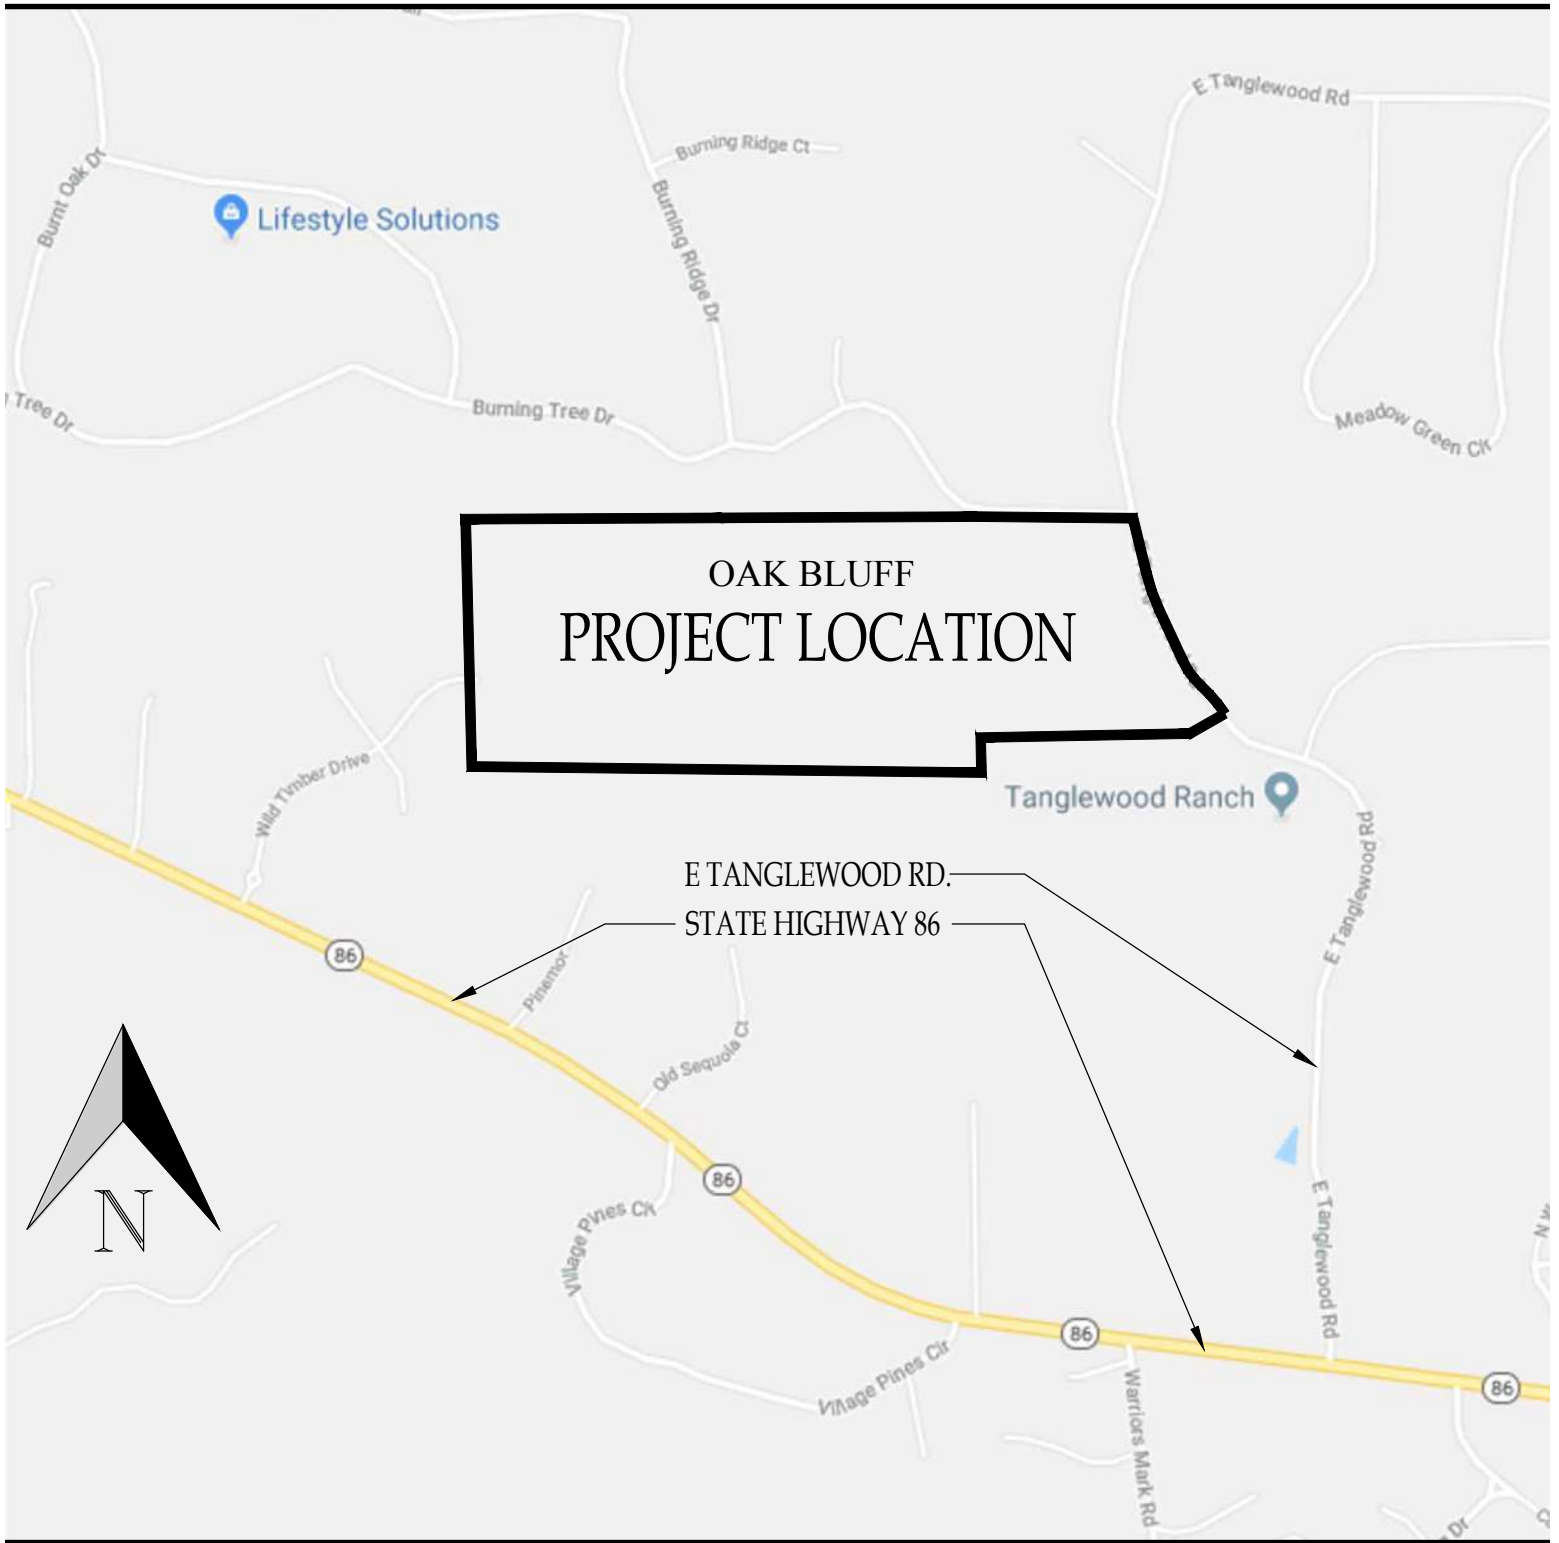 E Tanglewood Rd
Burning Ridge Ct
Burnt Oak Dr
Lifestyle Solutions
Burning Ridge Dr
Tree Dr
Burning Tree Dr
Meadow Green Cir
OAK BLUFF
PROJECT LOCATION
Wild Timber Drive
Tanglewood Ranch
E Tanglewood Rd
E TANGLEWOOD RD.
STATE HIGHWAY 86
86
Pinemor
Old Sequoia Ct
86
N
Village Pines Cir
E Tanglewood Rd
86
Village Pines Cir
86
Warriors Mark Rd
Dr